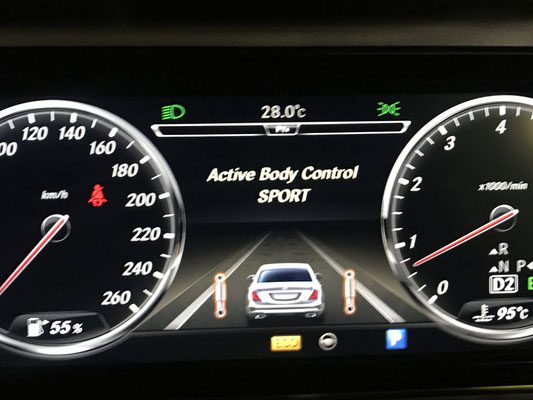 28.0°c
120 140 160 180 200 220 240 260
km/h
55%
Active Body Control
SPORT
4
2
1
0
x1000/min
R
N P
D2 E
95°c
P